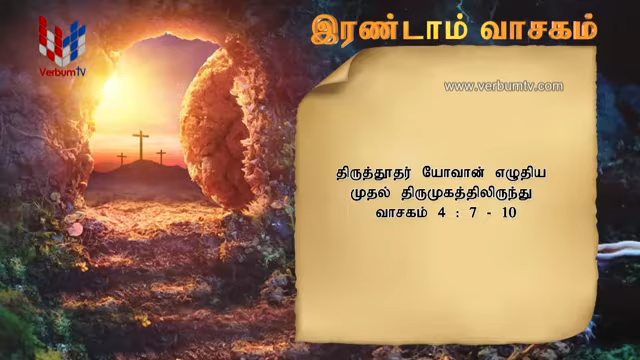 இரண்டாம் வாசகம்
VerbumTV
www.verbumtv.com
திருத்தூதர் யோவான் எழுதிய
முதல் திருமுகத்திலிருந்து
வாசகம் 4 : 7 - 10